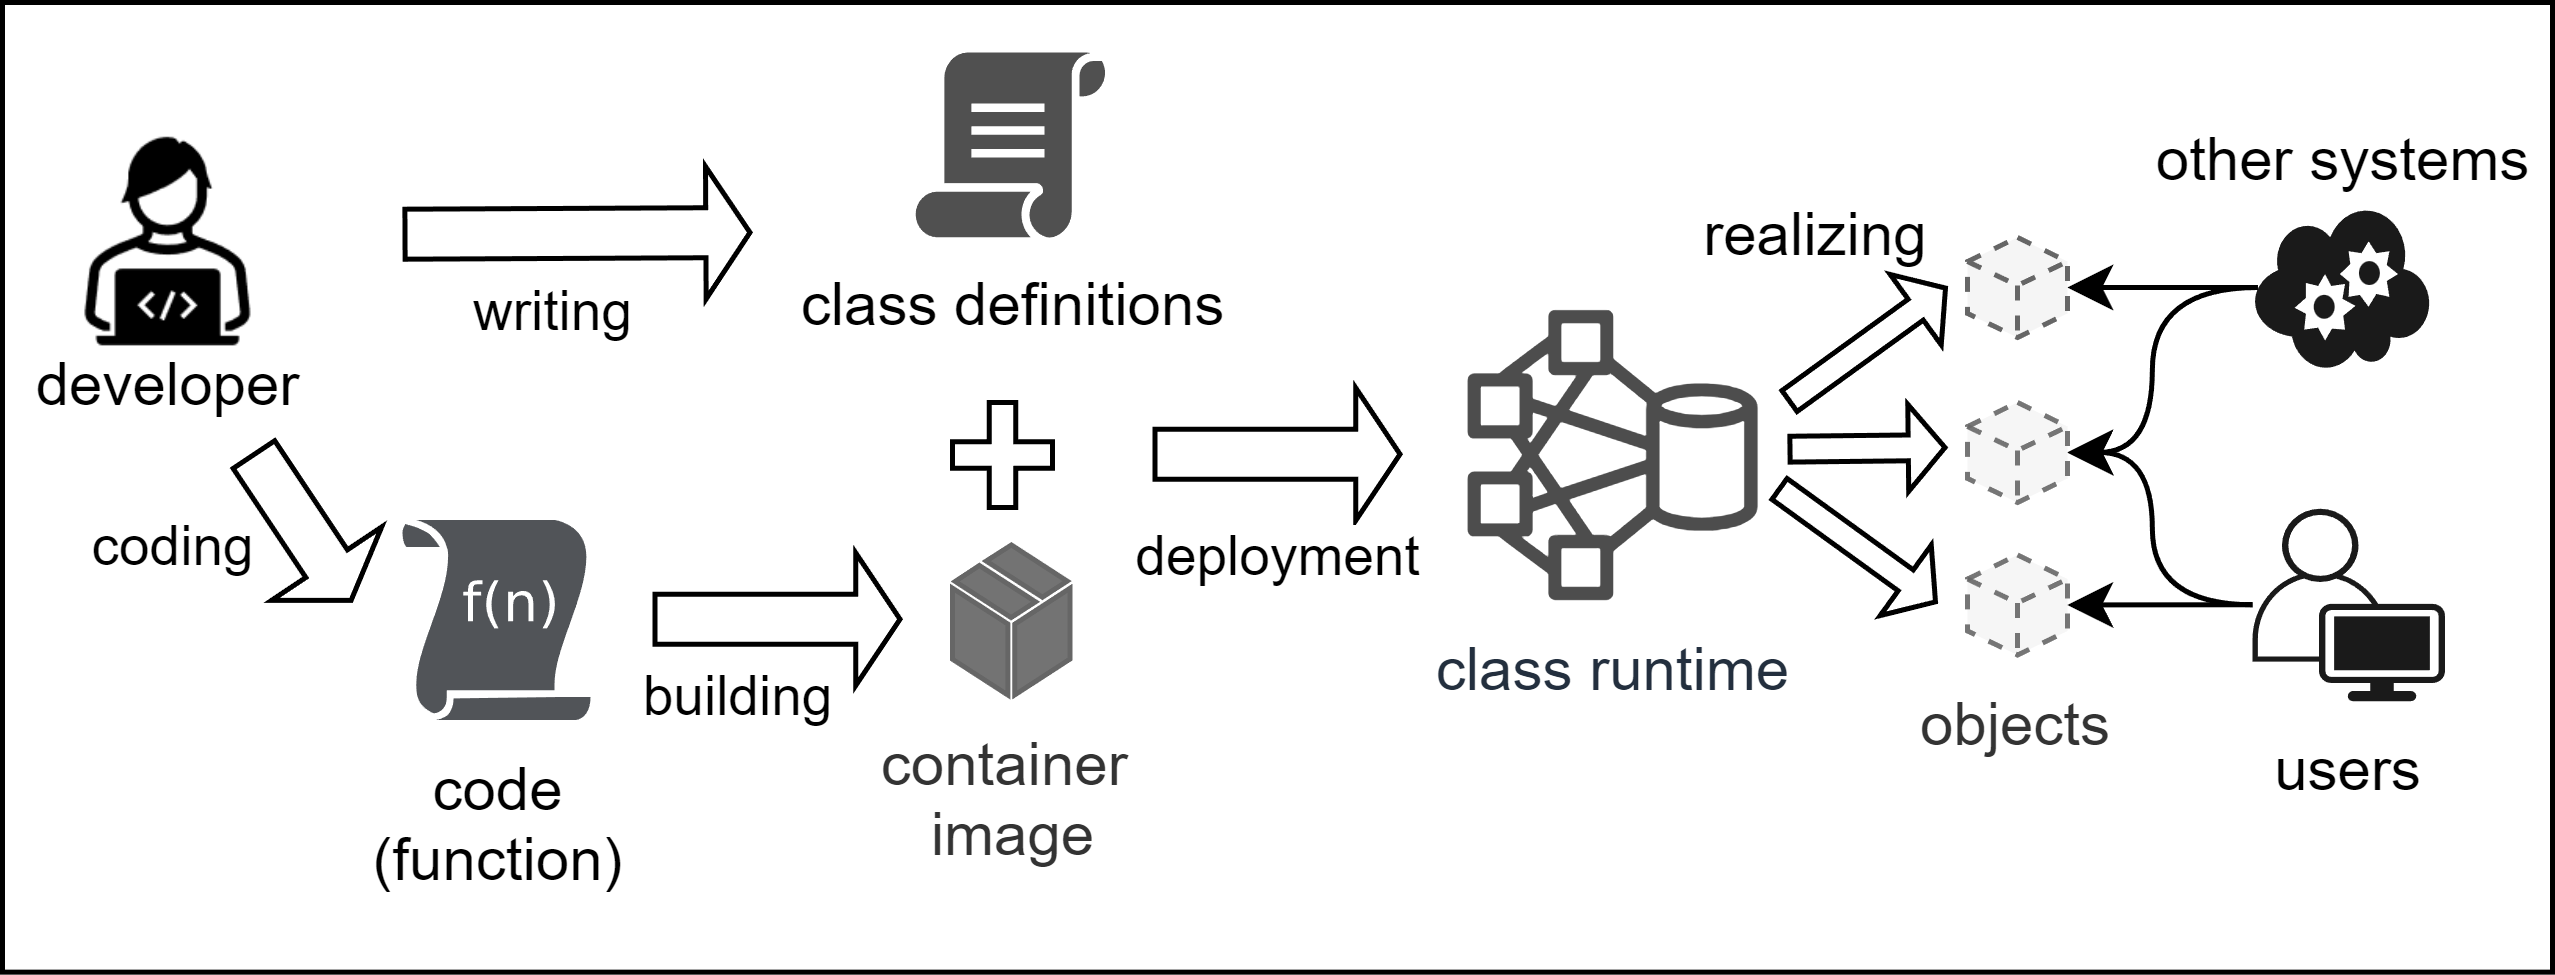 developer
writing
class definitions
coding
</>
f(n)
code
(function)
building
container
image
deployment
class runtime
realizing
objects
other systems
users